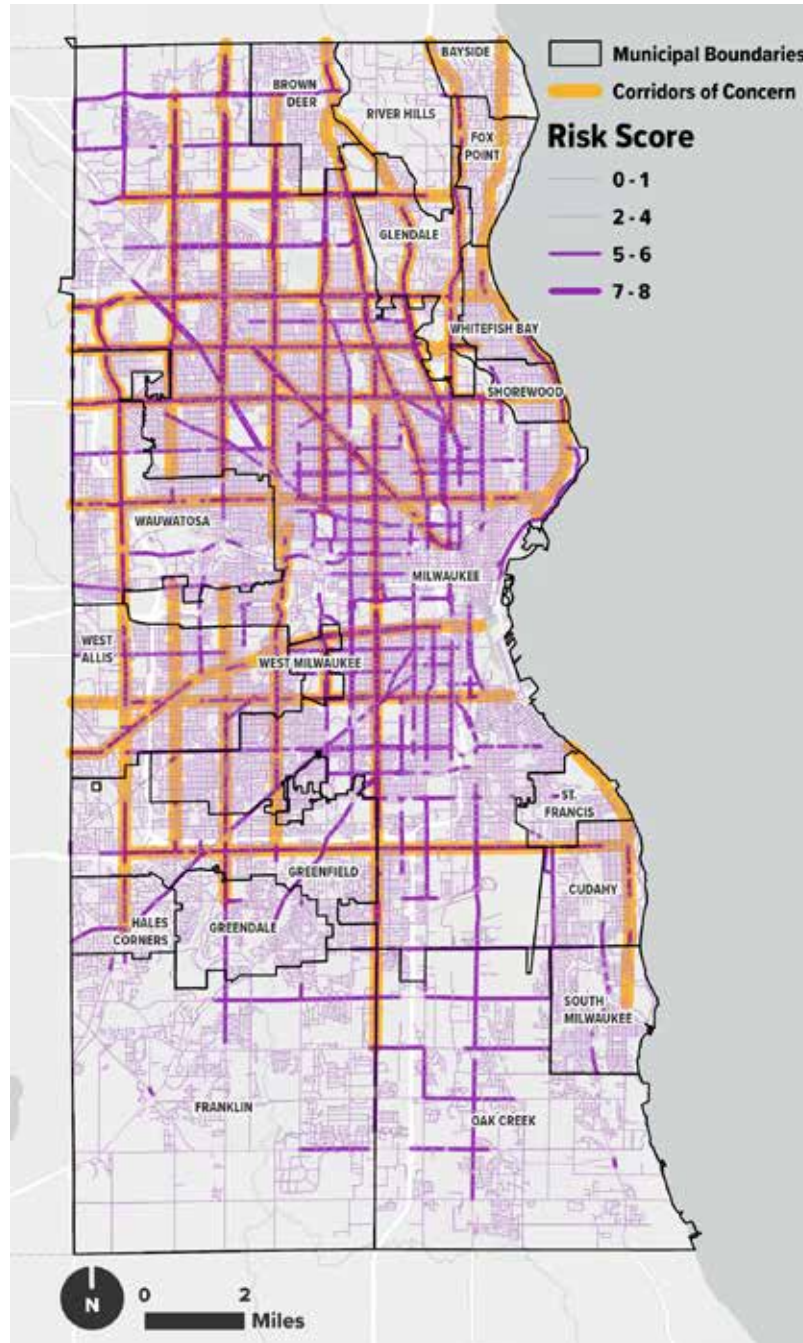 BAYSIDE
Municipal Boundaries
BROWN
DEER
Corridors of Concern
RIVER HILLS
FOX
POINT
Risk Score
0 - 1
2 - 4
GLENDALE
5 - 6
7 - 8
WHITEFISH BAY
SHOREWOOD
WAUWATOSA
MILWAUKEE
WEST
ALLIS
WEST MILWAUKEE
ST.
FRANCIS
GREENFIELD
CUDAHY
HALES
CORNERS
GREENDALE
SOUTH
MILWAUKEE
FRANKLIN
OAK CREEK
N
0 2
Miles